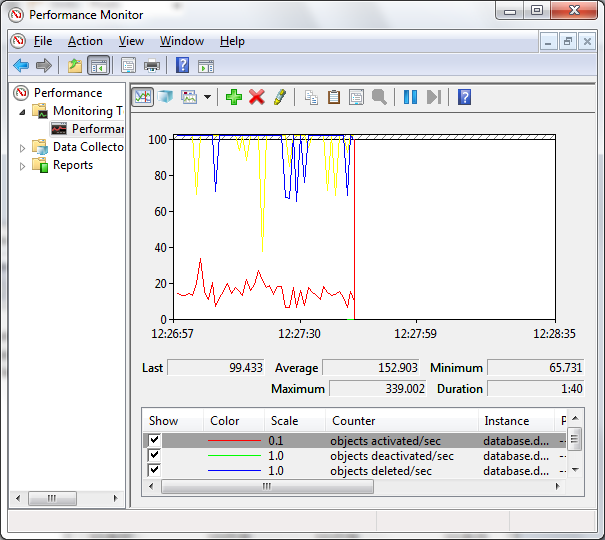 Performance Monitor
File Action View Window Help
Performance
Monitoring T
Performar
Data Collecto
Reports
100
80
60
40
20
0
12:26:57 12:27:30 12:27:59 12:28:35
Last 99.433 Average 152.903 Minimum 65.731
Maximum 339.002 Duration 1:40
Show Color Scale Counter Instance P
0.1 objects activated/sec database.d... --
1.0 objects deactivated/sec database.d... --
1.0 objects deleted/sec database.d... --